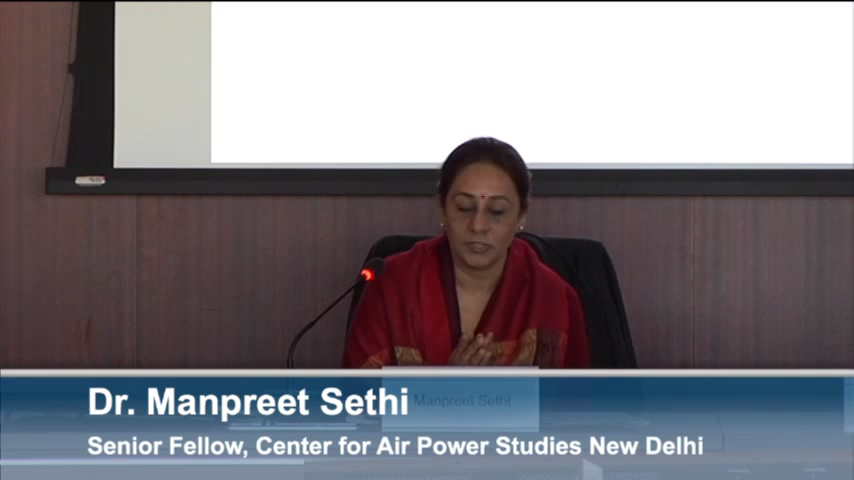 Manpreet Sethi
Dr. Manpreet Sethi
Senior Fellow, Center for Air Power Studies New Delhi